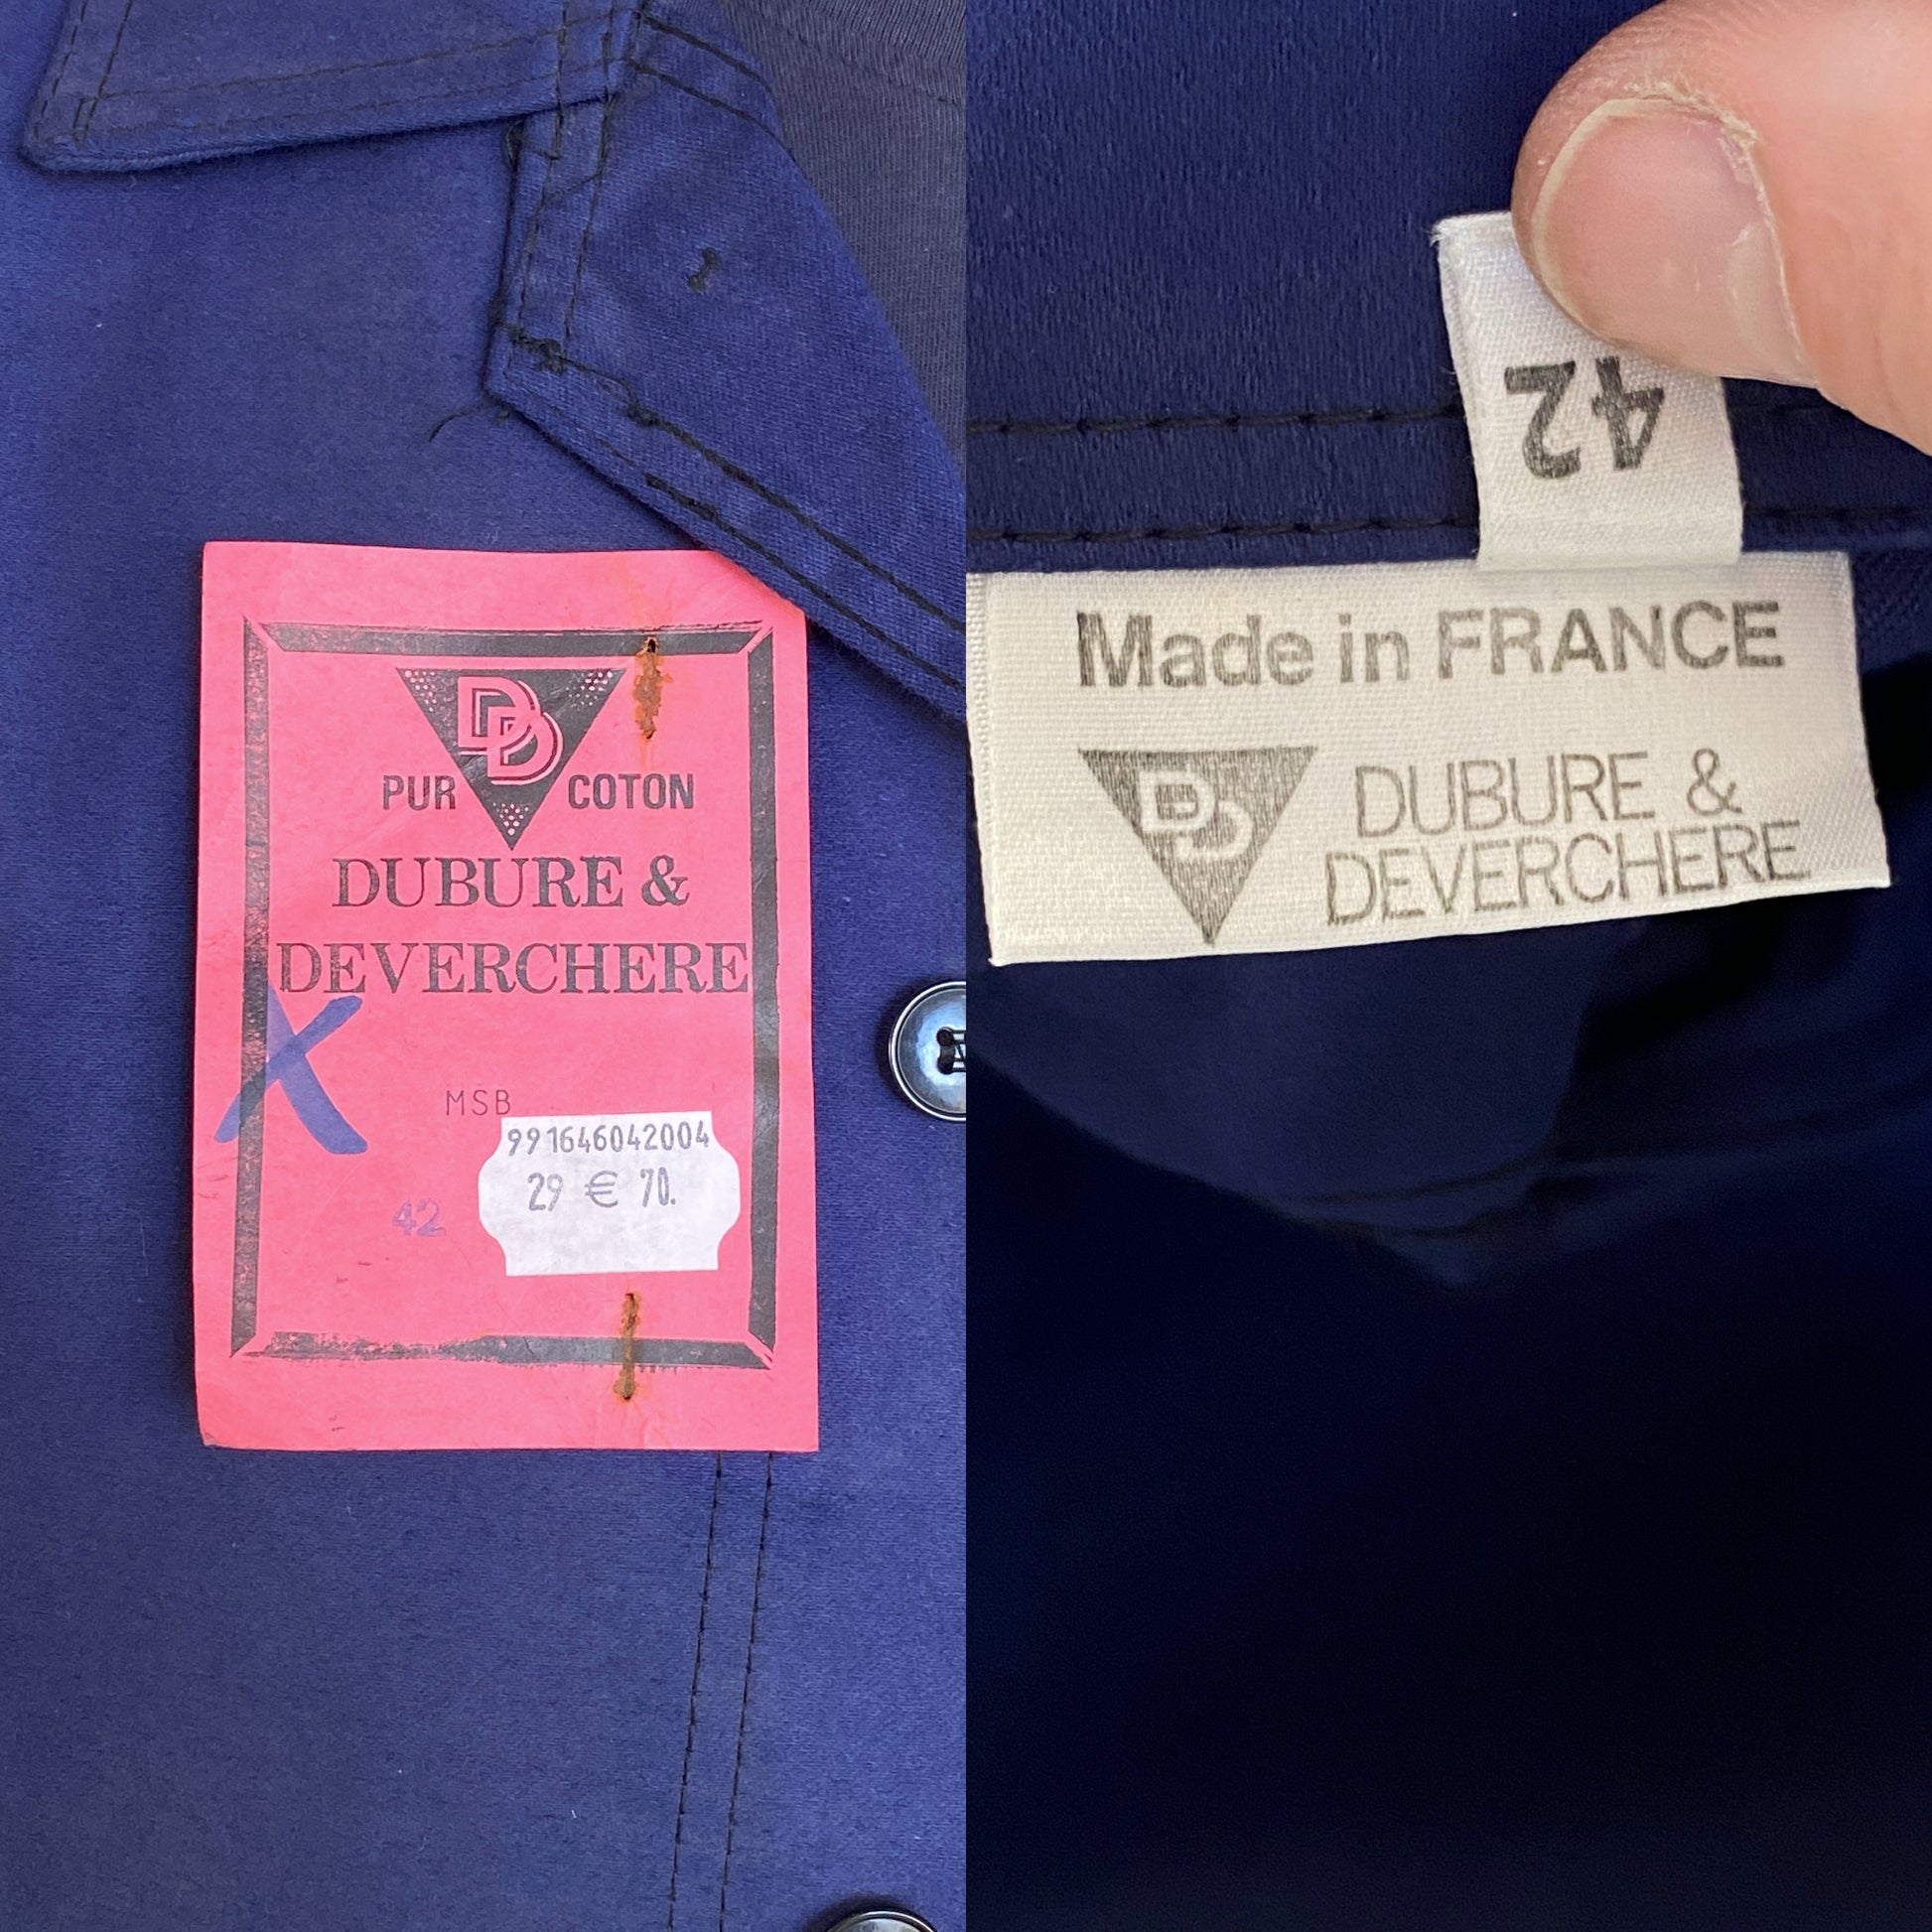 DD
PUR COTON
DUBURE &
DEVERCHERE
X
MSB
991646042004
29 € 70.
42
42
Made in FRANCE
DD
DUBURE &
DEVERCHERE